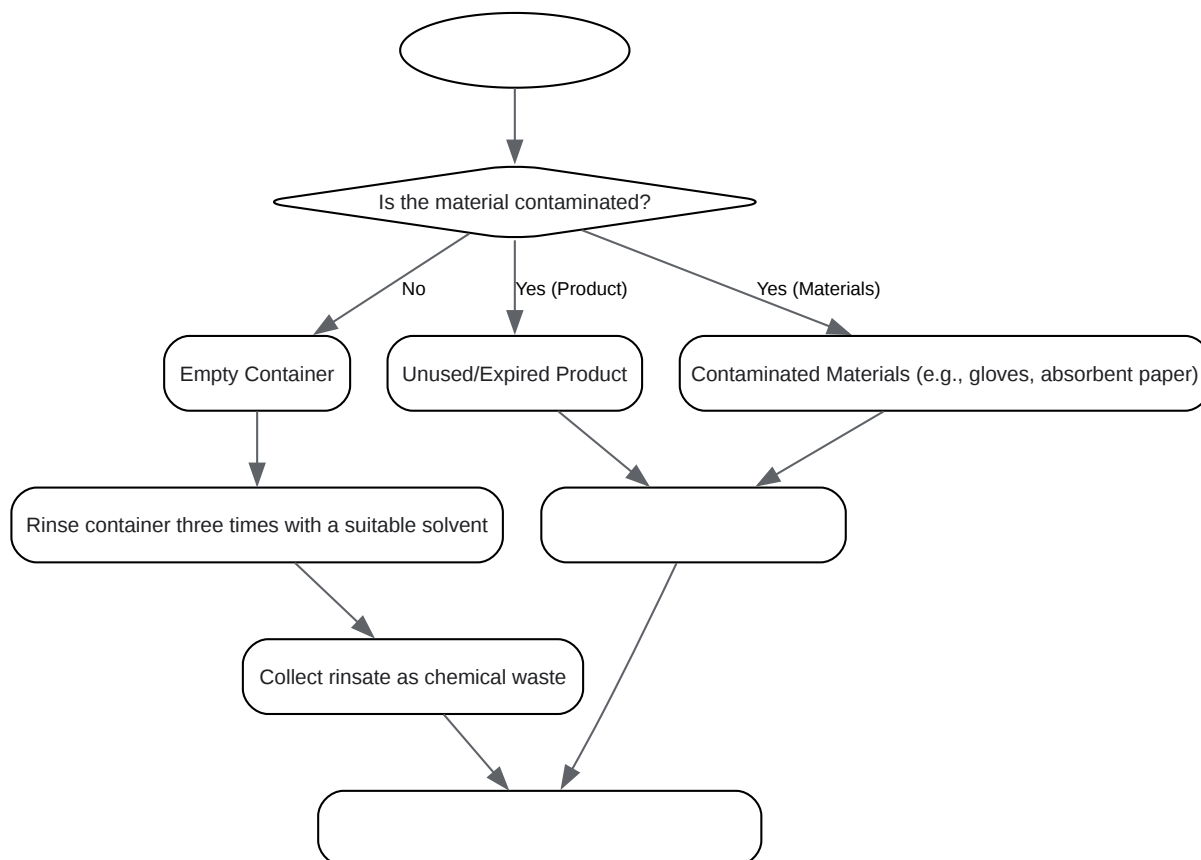 Is the material contaminated?
No
Yes (Product)
Yes (Materials)
Empty Container
Unused/Expired Product
Contaminated Materials (e.g., gloves, absorbent paper)
Rinse container three times with a suitable solvent
Collect rinsate as chemical waste